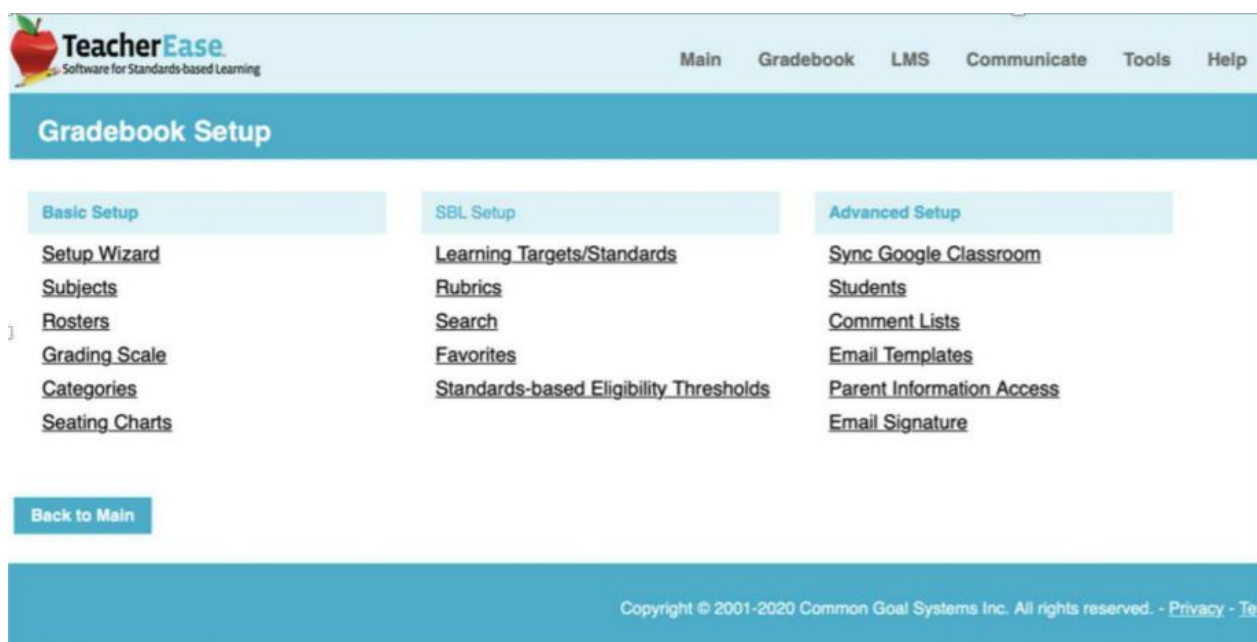 TeacherEase
Software for Standards-based Learning
Main Gradebook LMS Communicate Tools Help
Gradebook Setup
Basic Setup
Setup Wizard
Subjects
Rosters
Grading Scale
Categories
Seating Charts
SBL Setup
Learning Targets/Standards
Rubrics
Search
Favorites
Standards-based Eligibility Thresholds
Advanced Setup
Sync Google Classroom
Students
Comment Lists
Email Templates
Parent Information Access
Email Signature
Back to Main
Copyright © 2001-2020 Common Goal Systems Inc. All rights reserved. - Privacy - Te